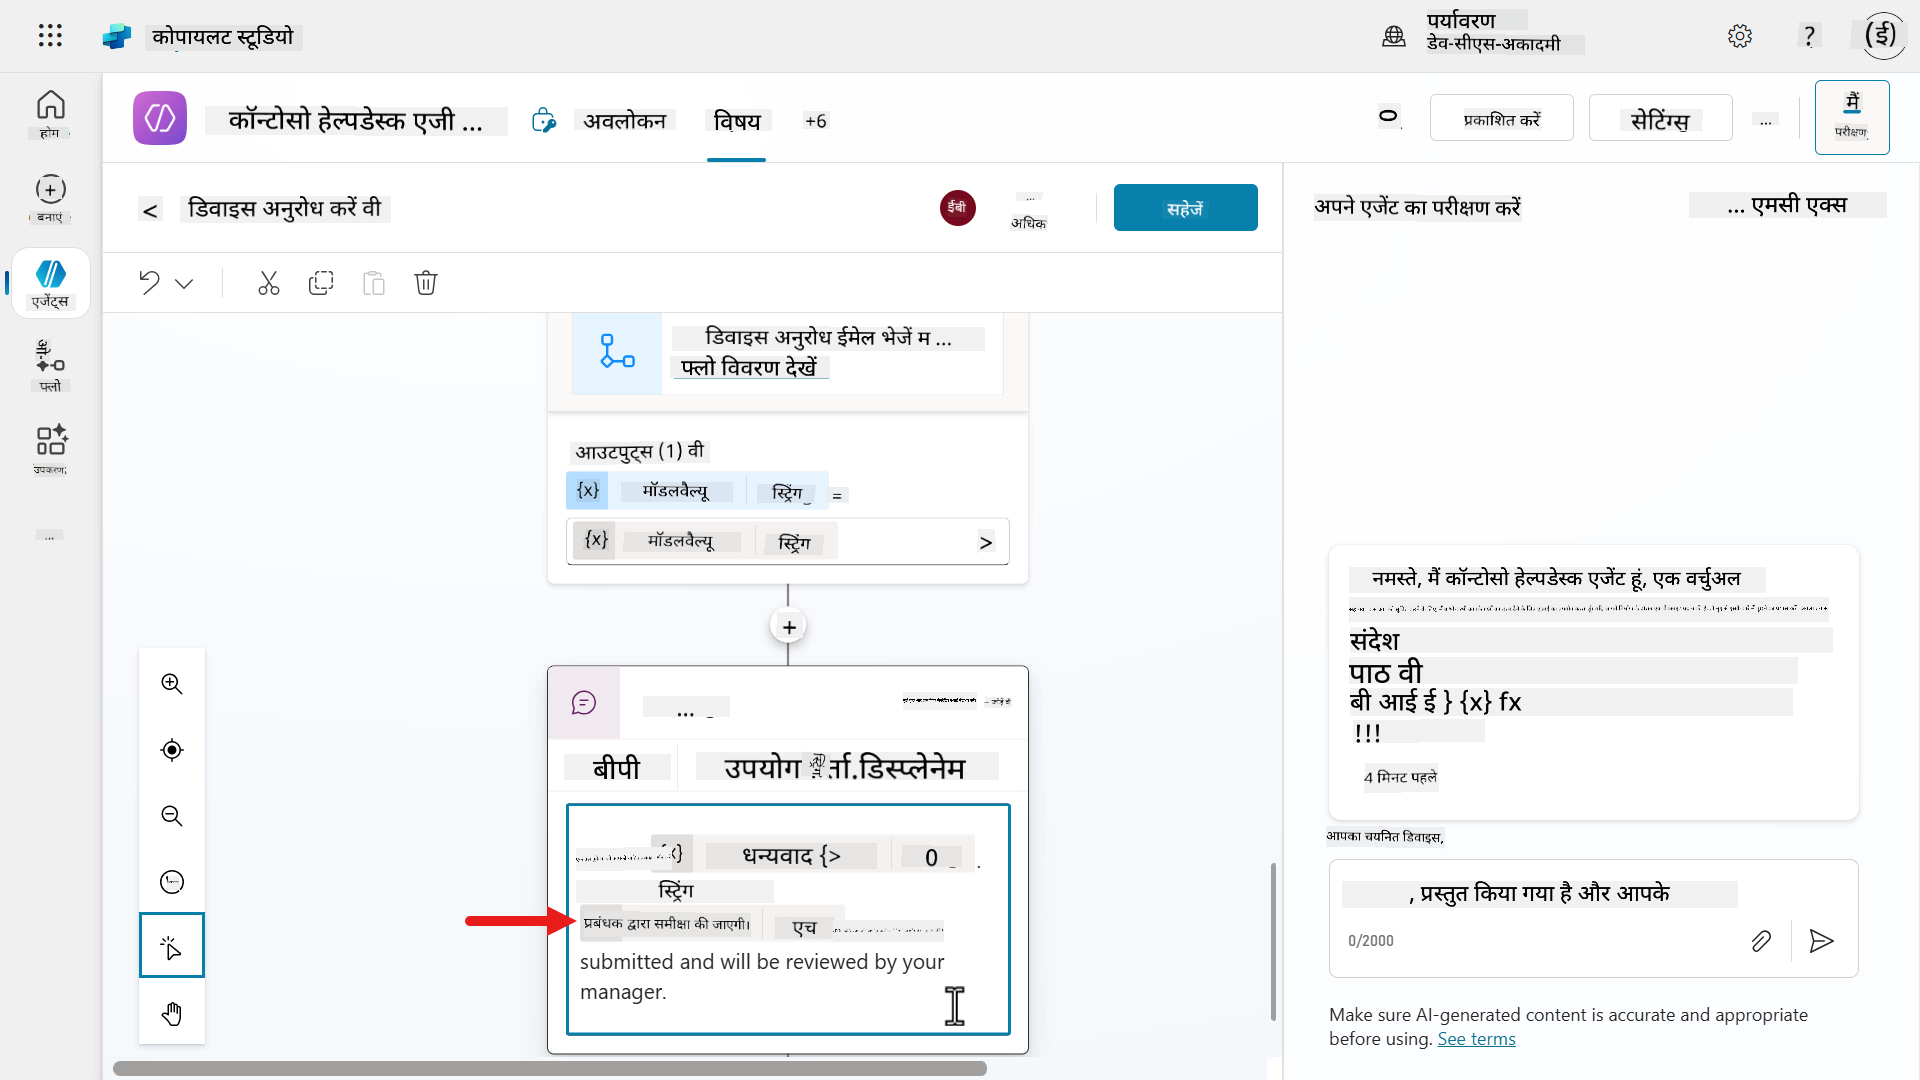 कोपायलट स्टूडियो
पर्यावरण
डेव-सीएस-अकादमी
?
(ई)
होम
बनाएं
एजेंट्स
फ्लो
उपकरण
...
कॉन्टोसो हेल्पडेस्क एजी ...
अवलोकन
विषय
+6
प्रकाशित करें
सेटिंग्स
...
मैं
परीक्षण
<
डिवाइस अनुरोध करें वी
ईबी
...
अधिक
सहेजें
डिवाइस अनुरोध ईमेल भेजें म ...
फ्लो विवरण देखें
आउटपुट्स (1) वी
{x} मॉडलवैल्यू स्ट्रिंग =
{x} मॉडलवैल्यू स्ट्रिंग >
+
...
बीपी
उपयोग र्ता.डिस्प्लेनेम
{x} धन्यवाद {> 0 .
स्ट्रिंग
प्रबंधक द्वारा समीक्षा की जाएगी। एच
submitted and will be reviewed by your
manager.
अपने एजेंट का परीक्षण करें
... एमसी एक्स
नमस्ते, मैं कॉन्टोसो हेल्पडेस्क एजेंट हूं, एक वर्चुअल
संदेश
पाठ वी
बी आई ई } {x} fx
!!!
4 मिनट पहले
आपका चयनित डिवाइस,
, प्रस्तुत किया गया है और आपके
0/2000
Make sure AI-generated content is accurate and appropriate
before using. See terms